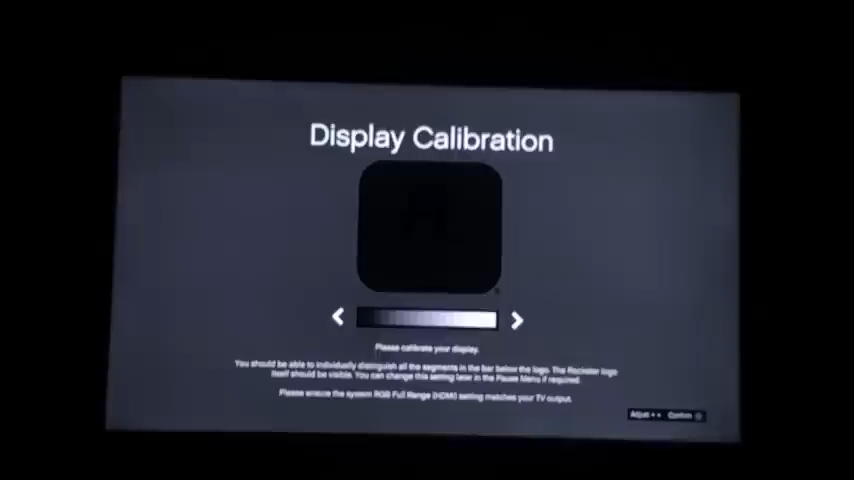 Display Calibration
Please calibrate your display.
You should be able to individually distinguish all the segments in the bar below the logo. The Rockstar logo
itself should be visible. You can change this setting later in the Pause Menu if required.
Please ensure the system RGB Full Range (HDMI) setting matches your TV output.
Adjust Confirm